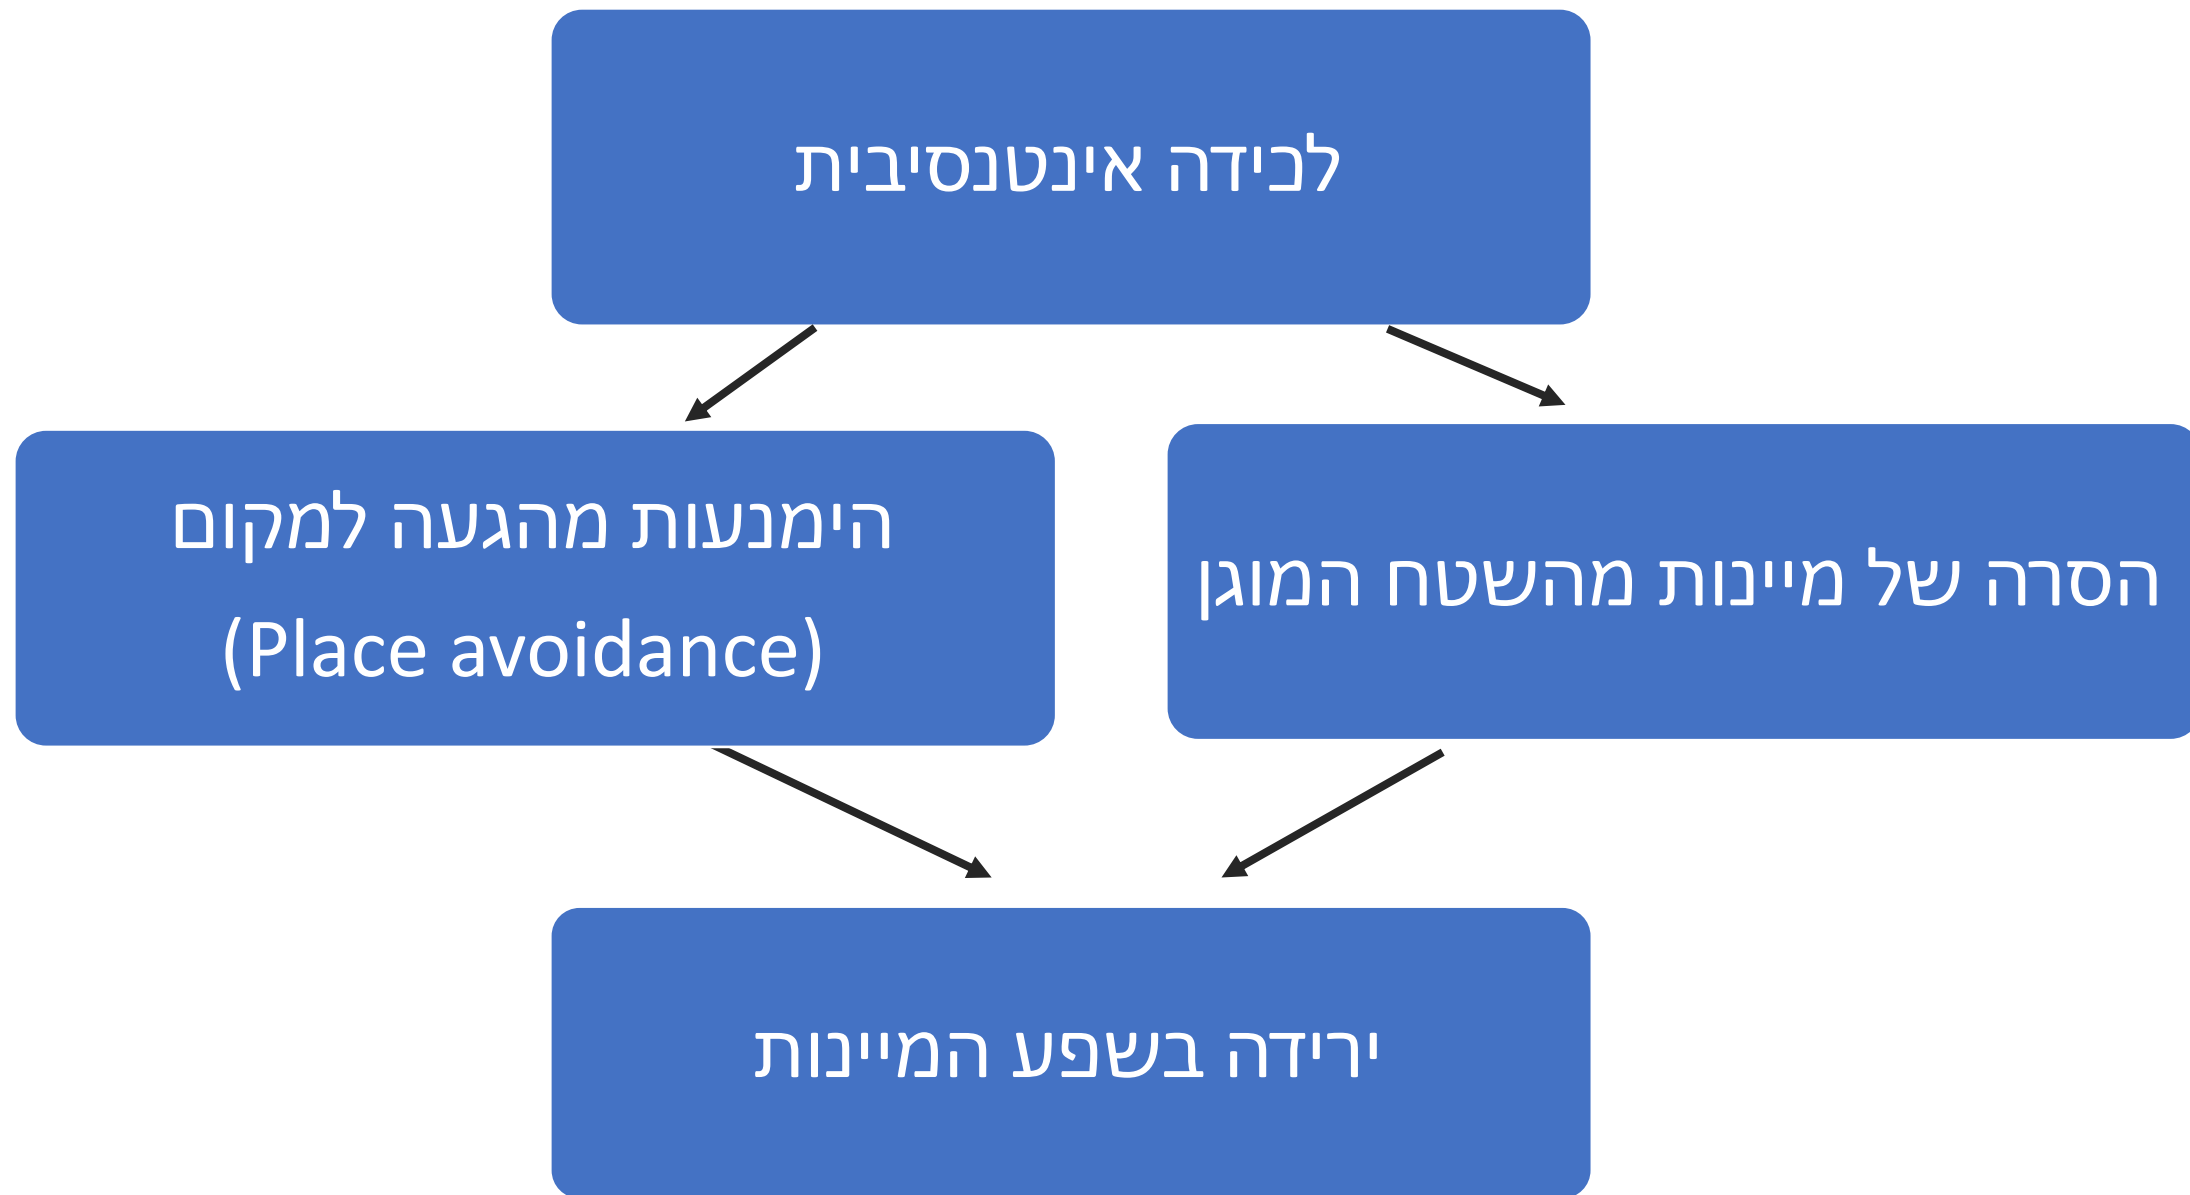 לכידה אינטנסיבית
הסרה של מיינות מהשטח המוגן
הימנעות מהגעה למקום
(Place avoidance)
ירידה בשפע המיינות